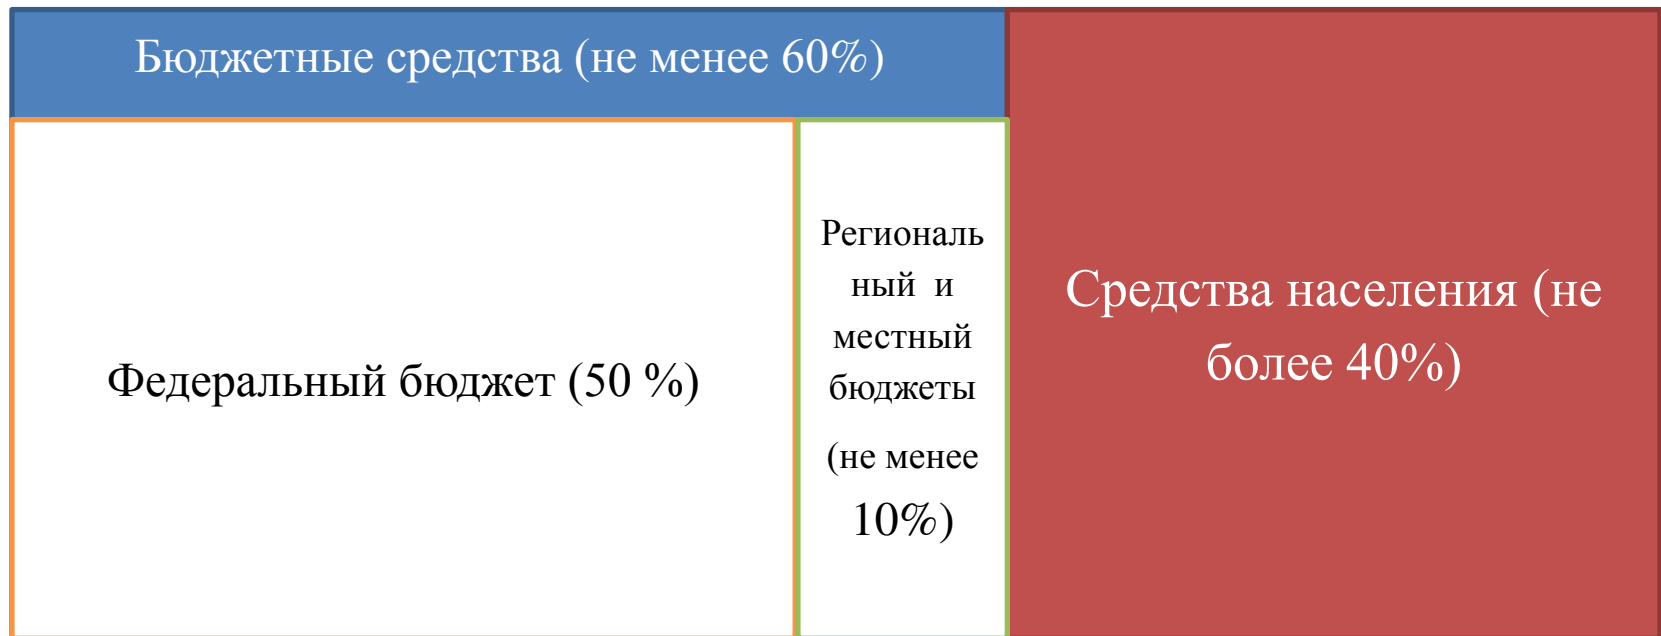 Бюджетные средства (не менее 60%)
Федеральный бюджет (50 %)
Региональ
ный и
местный
бюджеты
(не менее
10%)
Средства населения (не
более 40%)